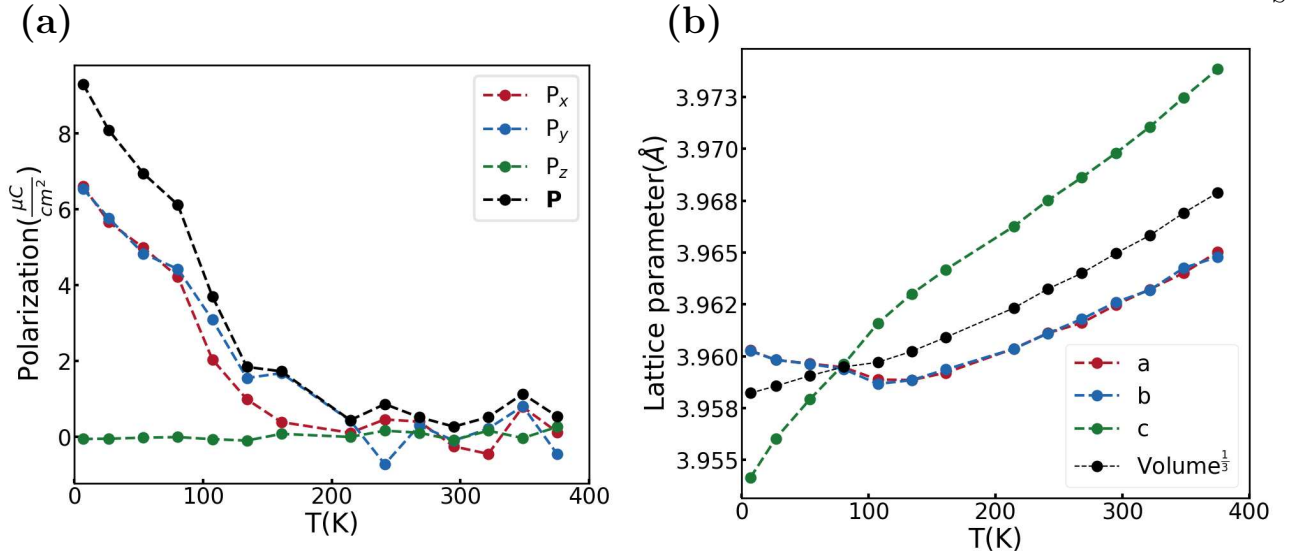 (a)
Polarization(μC/cm²)
8
6
4
2
0
0 100 200 300 400
T(K)
P_x
P_y
P_z
P
(b)
Lattice parameter(Å)
3.973
3.970
3.968
3.965
3.962
3.960
3.958
3.955
0 100 200 300 400
T(K)
a
b
c
Volume^1/3